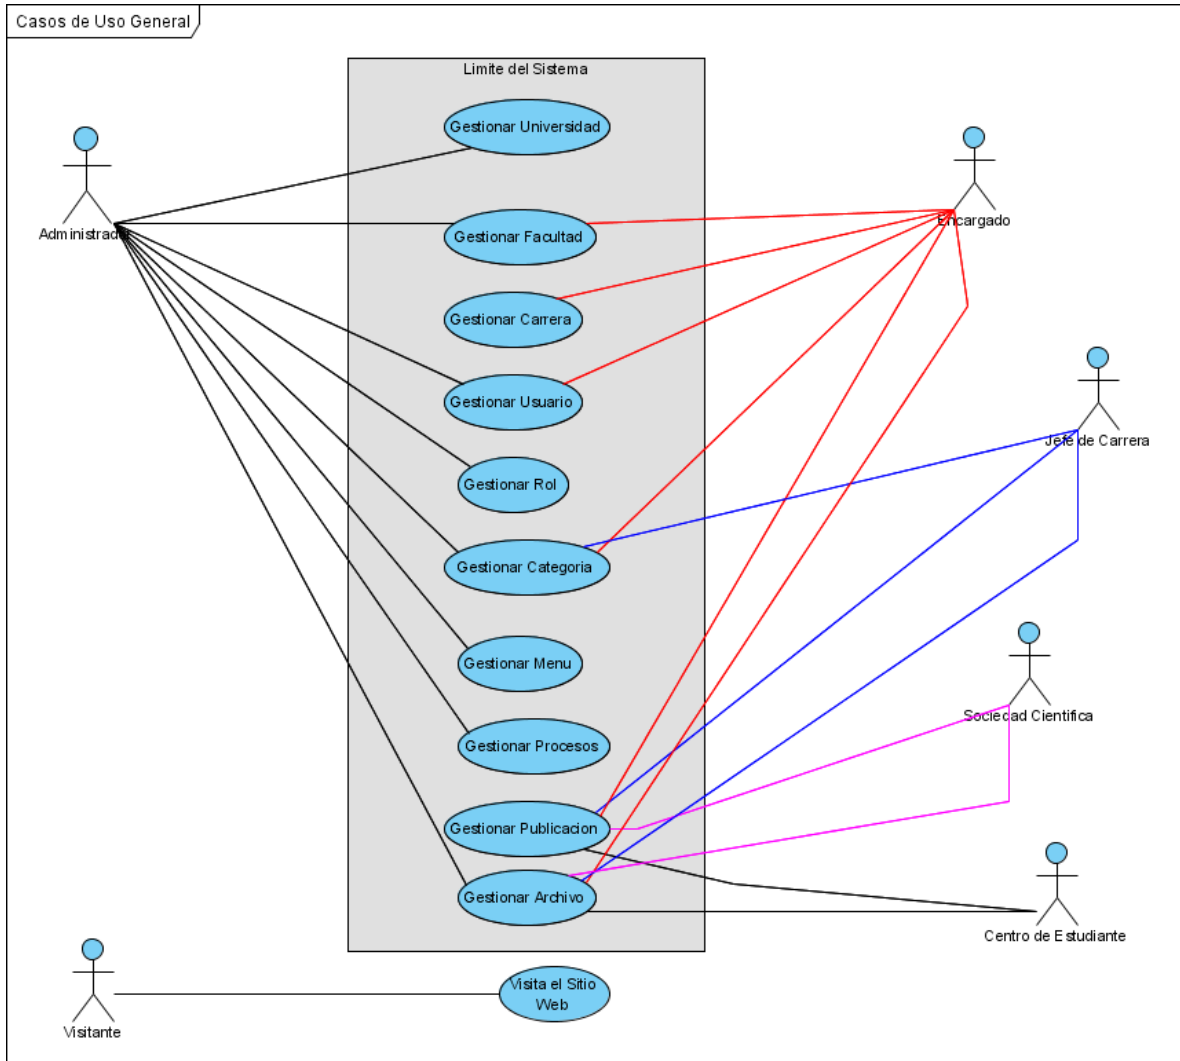 Casos de Uso General
Limite del Sistema
Gestionar Universidad
Administrador
Gestionar Facultad
Encargado
Gestionar Carrera
Gestionar Usuario
Jefe de Carrera
Gestionar Rol
Gestionar Categoria
Gestionar Menu
Sociedad Cientifica
Gestionar Procesos
Gestionar Publicacion
Gestionar Archivo
Centro de Estudiante
Visita el Sitio
Web
Visitante